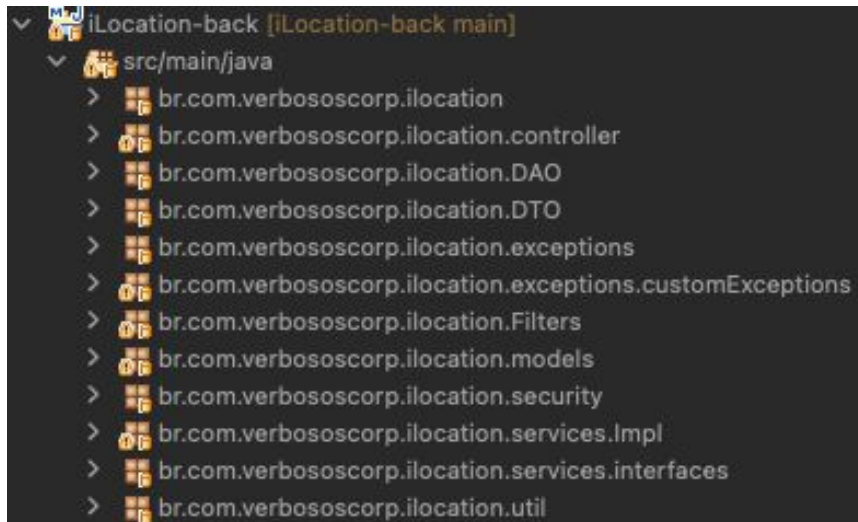 iLocation-back [iLocation-back main]
src/main/java
br.com.verbososcorp.ilocation
br.com.verbososcorp.ilocation.controller
br.com.verbososcorp.ilocation.DAO
br.com.verbososcorp.ilocation.DTO
br.com.verbososcorp.ilocation.exceptions
br.com.verbososcorp.ilocation.exceptions.customExceptions
br.com.verbososcorp.ilocation.Filters
br.com.verbososcorp.ilocation.models
br.com.verbososcorp.ilocation.security
br.com.verbososcorp.ilocation.services.Impl
br.com.verbososcorp.ilocation.services.interfaces
br.com.verbososcorp.ilocation.util